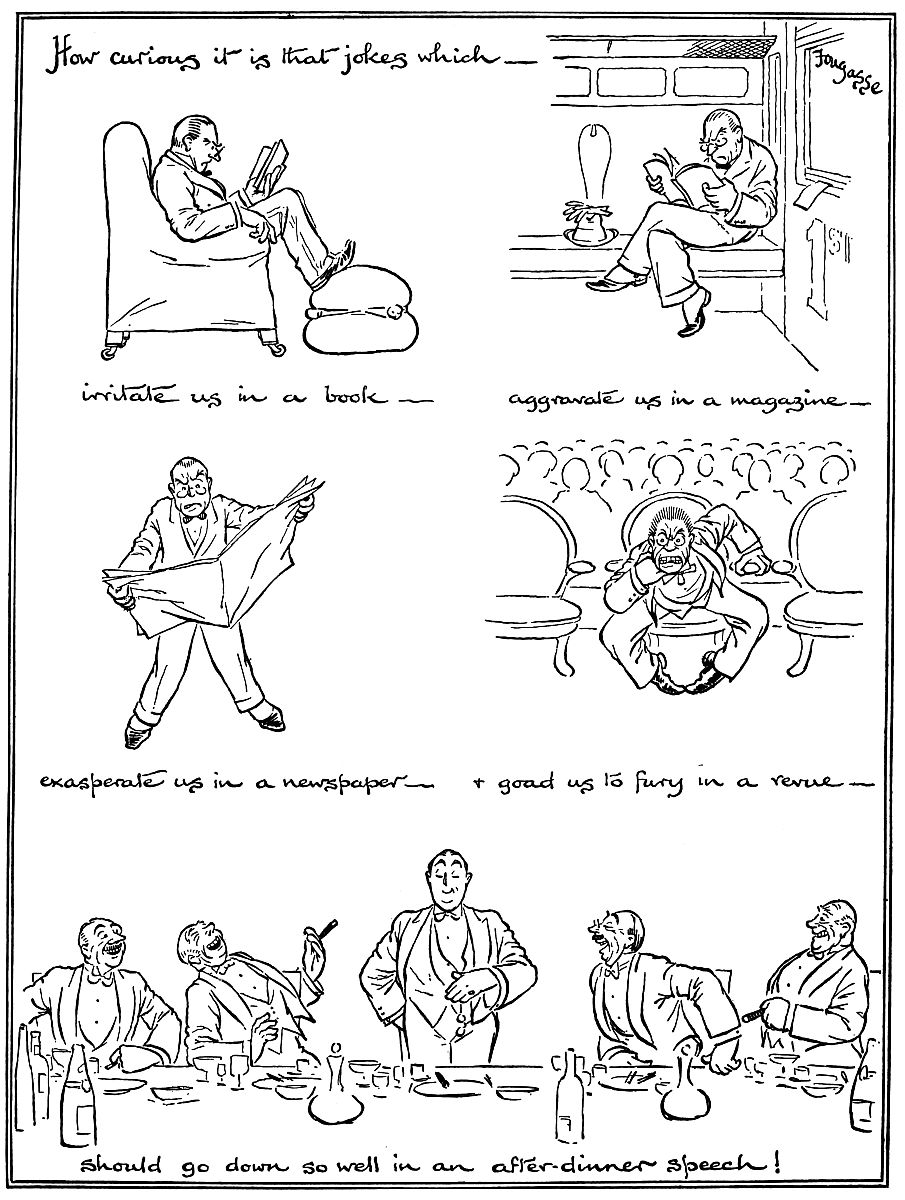 How curious it is that jokes which —
Fougasse
1ST
irritate us in a book —
aggravate us in a magazine —
exasperate us in a newspaper —
+ goad us to fury in a revue —
should go down so well in an after-dinner speech!